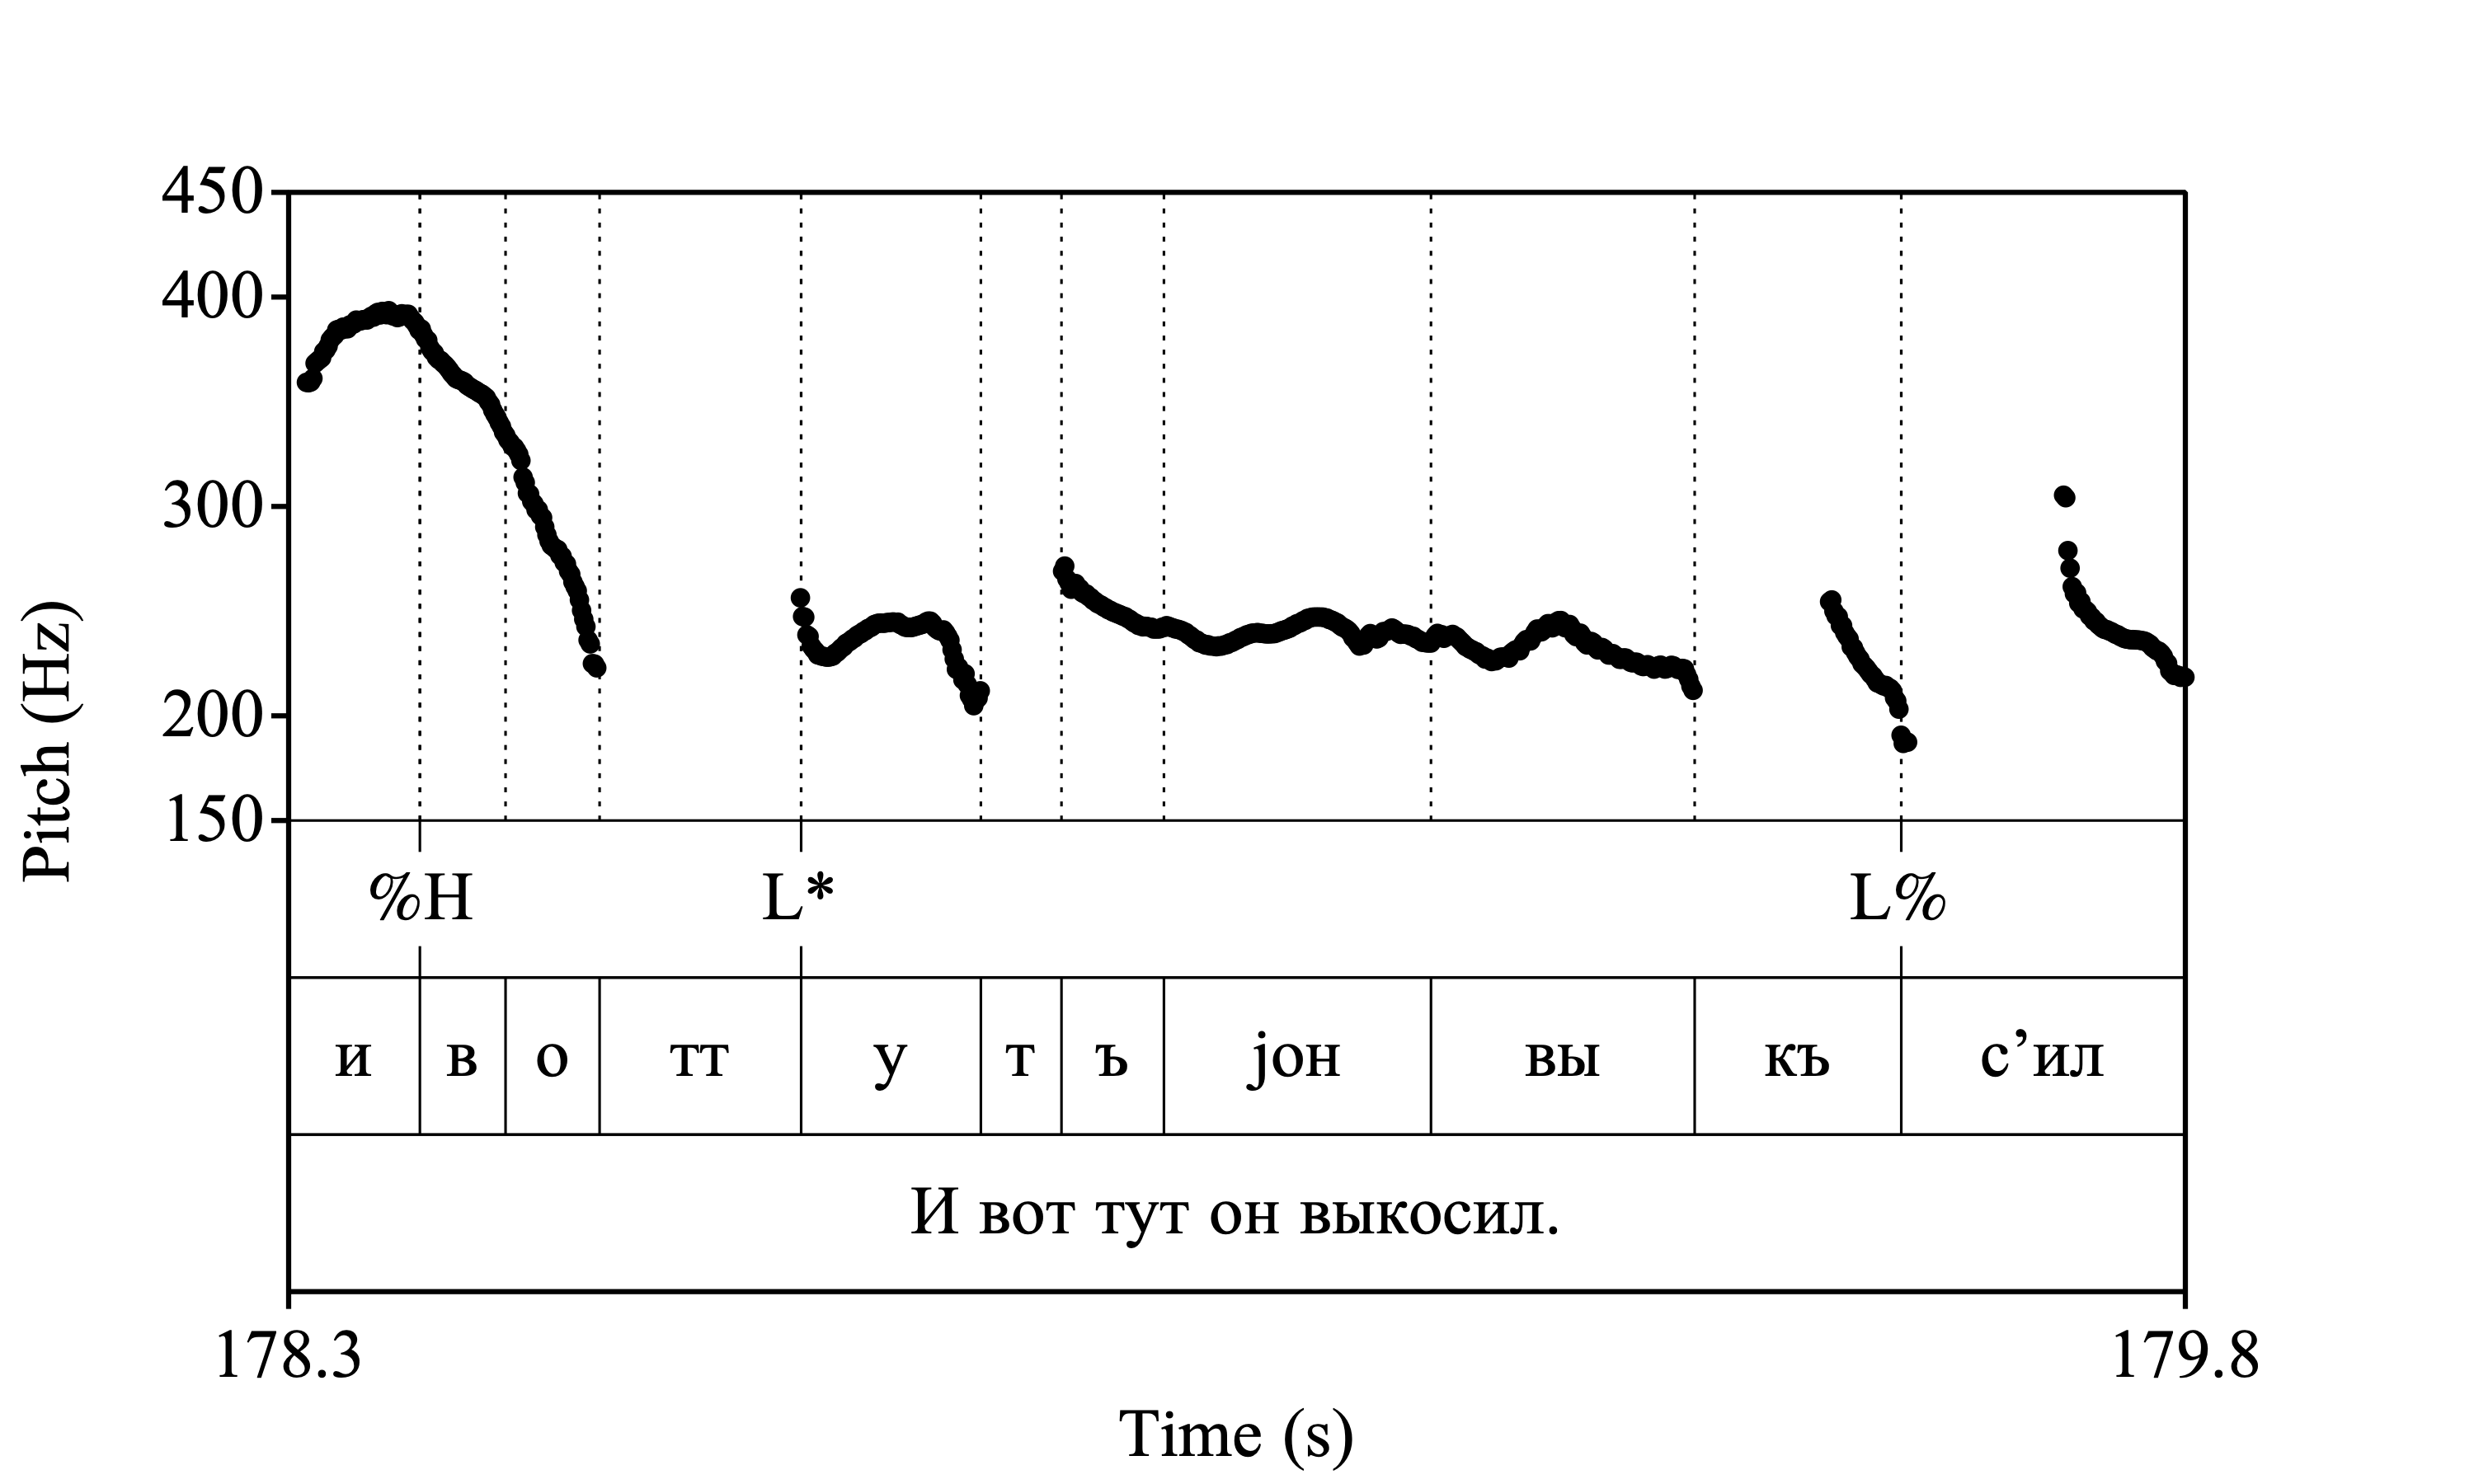 450
400
300
200
150
Pitch (Hz)
%H L* L%
и в о тт у т ъ јон вы къ с’ил
И вот тут он выкосил.
178.3 179.8
Time (s)